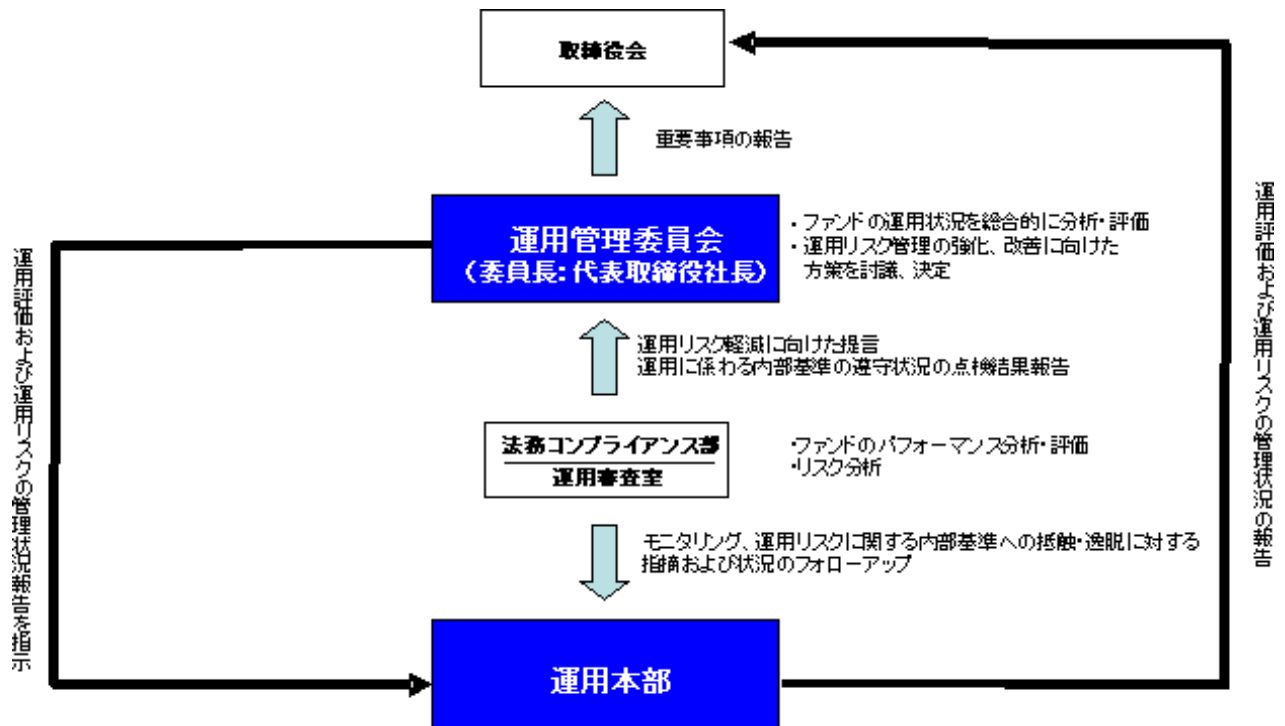 取締役会
重要事項の報告
運用管理委員会
(委員長: 代表取締役社長)
・ファンドの運用状況を総合的に分析・評価
・運用リスク管理の強化、改善に向けた
方策を討議、決定
運用リスク軽減に向けた提言
運用に係わる内部基準の遵守状況の点検結果報告
法務コンプライアンス部
運用審査室
・ファンドのパフォーマンス分析・評価
・リスク分析
モニタリング、運用リスクに関する内部基準への抵触・逸脱に対する
指摘および状況のフォローアップ
運用本部
運用評価および運用リスクの管理状況報告を指示
運用評価および運用リスクの管理状況の報告